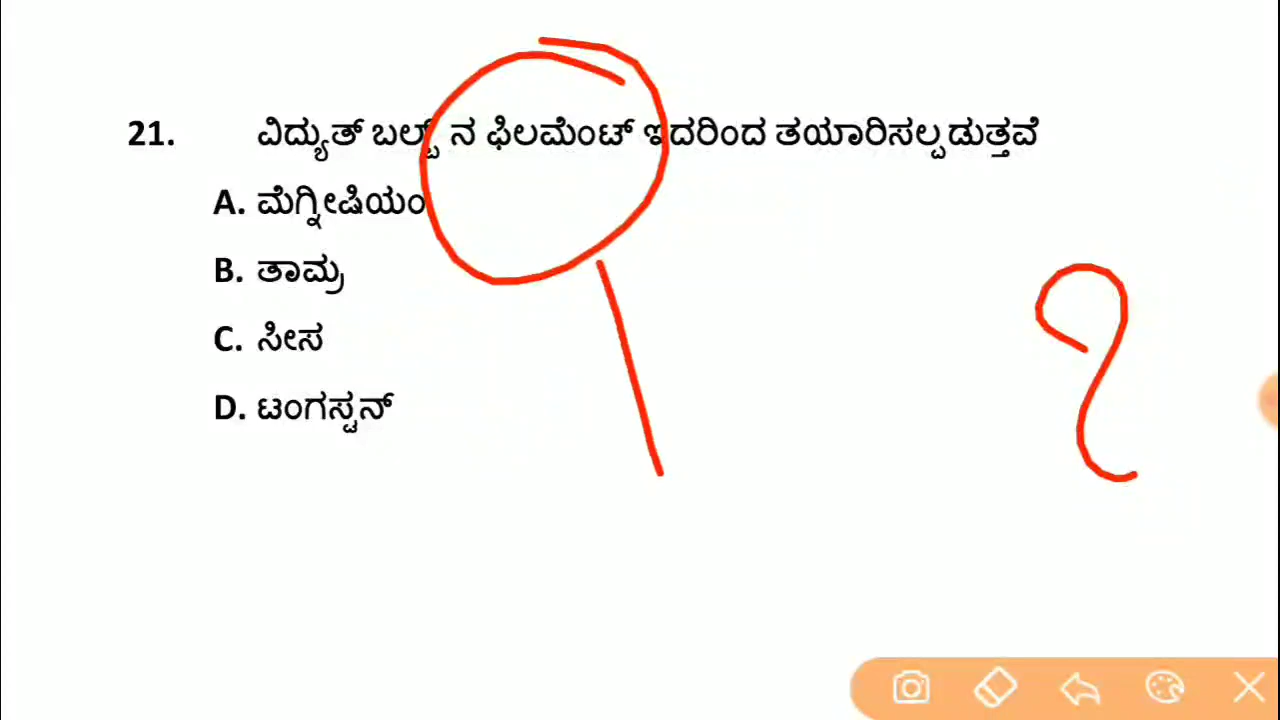 21. ವಿದ್ಯುತ್ ಬಲ್ಬ್ ನ ಫಿಲಮೆಂಟ್ ಇದರಿಂದ ತಯಾರಿಸಲ್ಪಡುತ್ತವೆ
A. ಮೆಗ್ನೀಷಿಯಂ
B. ತಾಮ್ರ
C. ಸೀಸ
D. ಟಂಗಸ್ಟನ್